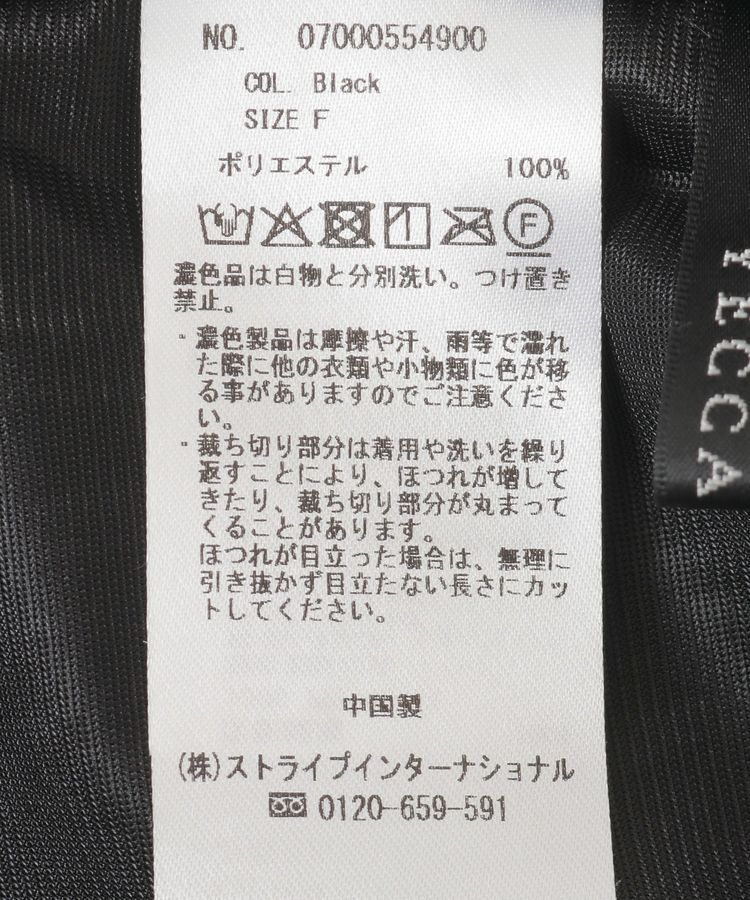 NO. 07000554900
COL. Black
SIZE F
ポリエステル 100%
F
濃色品は白物と分別洗い。つけ置き
禁止。
・濃色製品は摩擦や汗、雨等で濡れ
た際に他の衣類や小物類に色が移
る事がありますのでご注意くださ
い。
・裁ち切り部分は着用や洗いを繰り
返すことにより、ほつれが増して
きたり、裁ち切り部分が丸まって
くることがあります。
ほつれが目立った場合は、無理に
引き抜かず目立たない長さにカッ
トしてください。
中国製
(株)ストライプインターナショナル
0120-659-591
YECCA